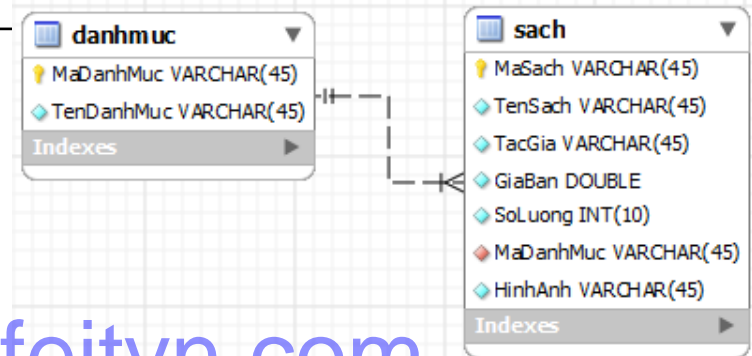 danhmuc
MaDanhMuc VARCHAR(45)
TenDanhMuc VARCHAR(45)
Indexes
sach
MaSach VARCHAR(45)
TenSach VARCHAR(45)
TacGia VARCHAR(45)
GiaBan DOUBLE
SoLuong INT(10)
MaDanhMuc VARCHAR(45)
HinhAnh VARCHAR(45)
Indexes